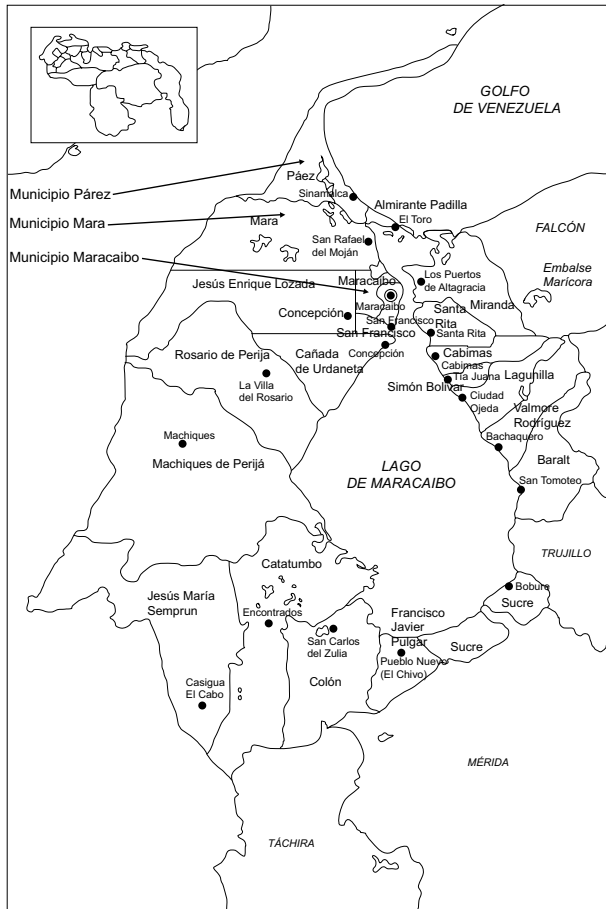 GOLFO
DE VENEZUELA
Páez
Municipio Párez
Sinamalca
Almirante Padilla
Municipio Mara
Mara
El Toro
FALCÓN
San Rafael
del Moján
Municipio Maracaibo
Embalse
Marícora
Jesús Enrique Lozada
Maracaibo
Los Puertos
de Altagracia
Maracaibo
Miranda
Santa
Rita
Concepción
San Francisco
San Francisco
Santa Rita
Rosario de Perija
Cañada
de Urdaneta
Concepción
Cabimas
Cabimas
La Villa
del Rosario
Tía Juana
Lagunilla
Simón Bolívar
Ciudad
Ojeda
Valmore
Rodríguez
Machiques
Bachaquero
Machiques de Perijá
LAGO
DE MARACAIBO
Baralt
San Tomoteo
TRUJILLO
Catatumbo
Jesús María
Semprun
Bobure
Sucre
Encontrados
Francisco
Javier
Pulgar
San Carlos
del Zulia
Sucre
Pueblo Nuevo
(El Chivo)
Colón
Casigua
El Cabo
MÉRIDA
TÁCHIRA